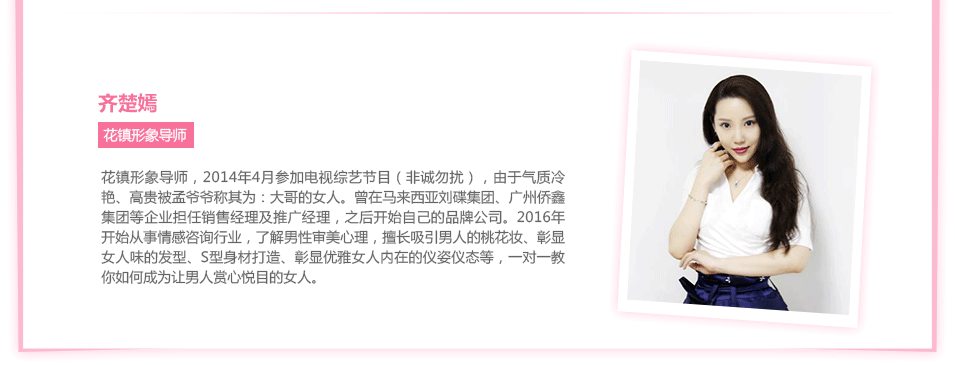 齐楚嫣
花镇形象导师
花镇形象导师，2014年4月参加电视综艺节目（非诚勿扰），由于气质冷
艳、高贵被孟爷爷称其为：大哥的女人。曾在马来西亚刘碟集团、广州侨鑫
集团等企业担任销售经理及推广经理，之后开始自己的品牌公司。2016年
开始从事情感咨询行业，了解男性审美心理，擅长吸引男人的桃花妆、彰显
女人味的发型、S型身材打造、彰显优雅女人内在的仪姿仪态等，一对一教
你如何成为让男人赏心悦目的女人。